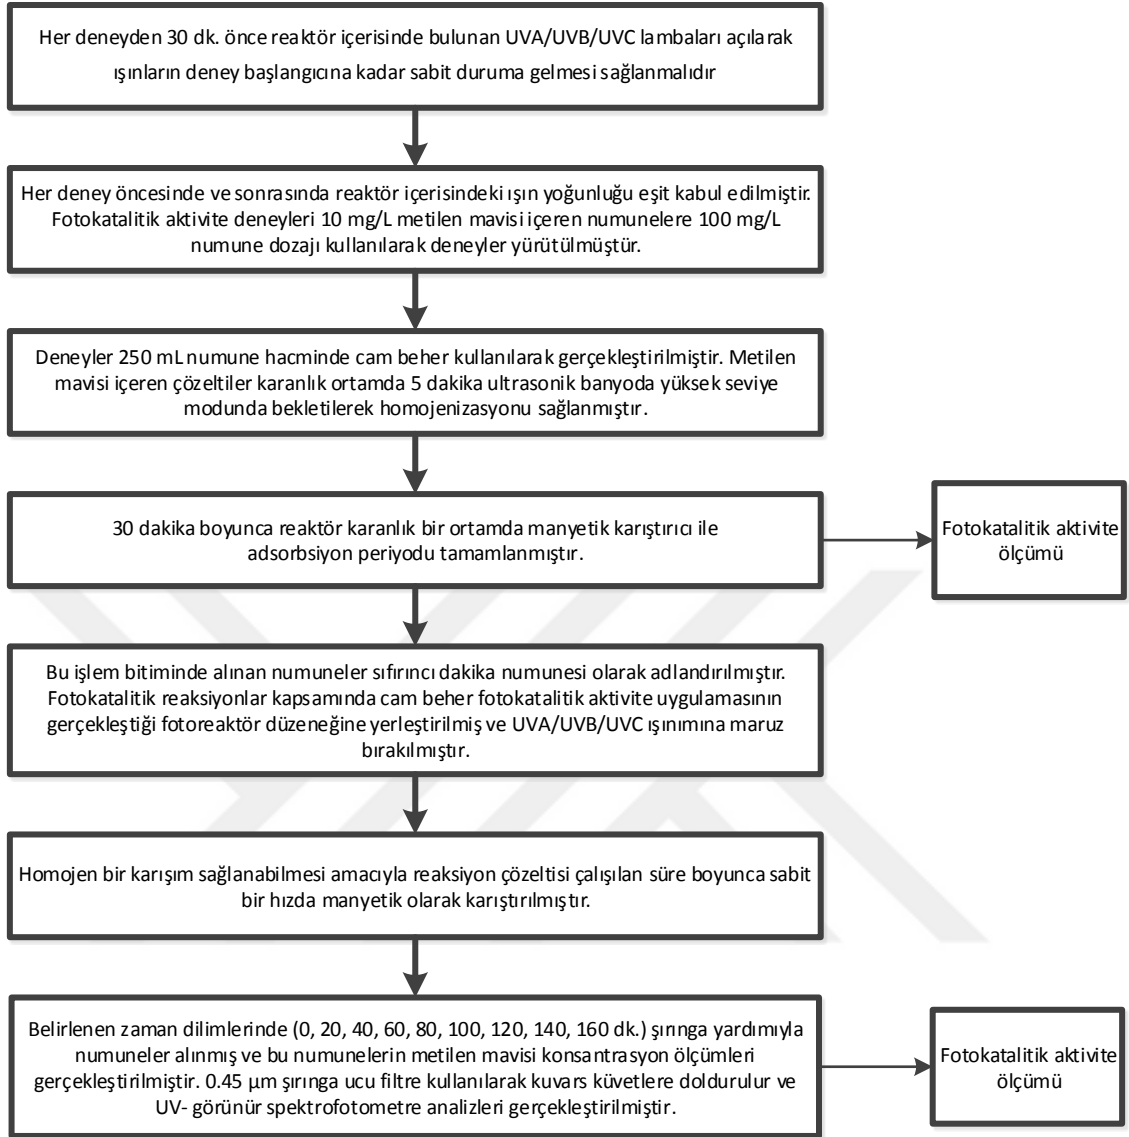 Her deneyden 30 dk. önce reaktör içerisinde bulunan UVA/UVB/UVC lambaları açılarak
ışınların deney başlangıcına kadar sabit duruma gelmesi sağlanmalıdır
Her deney öncesinde ve sonrasında reaktör içerisindeki ışın yoğunluğu eşit kabul edilmiştir.
Fotokatalitik aktivite deneyleri 10 mg/L metilen mavisi içeren numunelere 100 mg/L
numune dozajı kullanılarak deneyler yürütülmüştür.
Deneyler 250 mL numune hacminde cam beher kullanılarak gerçekleştirilmiştir. Metilen
mavisi içeren çözeltiler karanlık ortamda 5 dakika ultrasonik banyoda yüksek seviye
modunda bekletilerek homojenizasyonu sağlanmıştır.
30 dakika boyunca reaktör karanlık bir ortamda manyetik karıştırıcı ile
adsorbsiyon periyodu tamamlanmıştır.
Fotokatalitik aktivite
ölçümü
Bu işlem bitiminde alınan numuneler sıfırıncı dakika numunesi olarak adlandırılmıştır.
Fotokatalitik reaksiyonlar kapsamında cam beher fotokatalitik aktivite uygulamasının
gerçekleştiği fotoreaktör düzeneğine yerleştirilmiş ve UVA/UVB/UVC ışınımına maruz
bırakılmıştır.
Homojen bir karışım sağlanabilmesi amacıyla reaksiyon çözeltisi çalışılan süre boyunca sabit
bir hızda manyetik olarak karıştırılmıştır.
Belirlenen zaman dilimlerinde (0, 20, 40, 60, 80, 100, 120, 140, 160 dk.) şırınga yardımıyla
numuneler alınmış ve bu numunelerin metilen mavisi konsantrasyon ölçümleri
gerçekleştirilmiştir. 0.45 µm şırınga ucu filtre kullanılarak kuvars küvetlere doldurulur ve
UV- görünür spektrofotometre analizleri gerçekleştirilmiştir.
Fotokatalitik aktivite
ölçümü